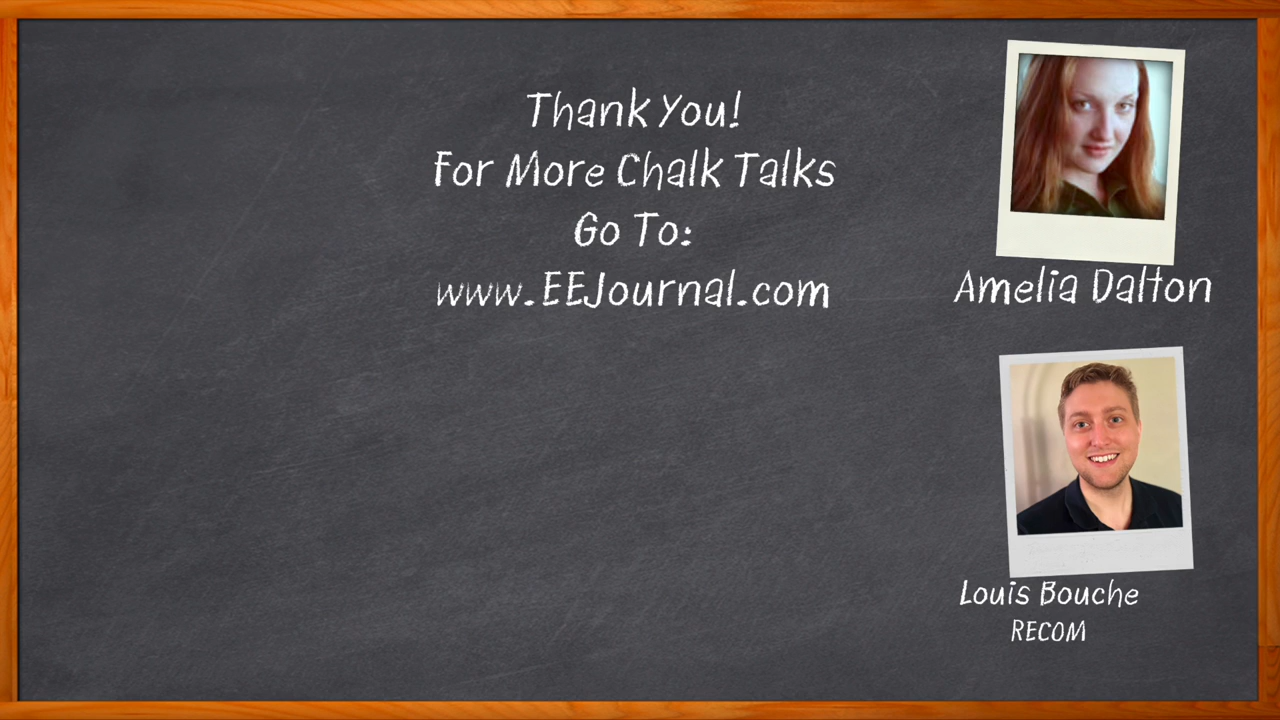 Thank You!
For More Chalk Talks
Go To:
www.EEJournal.com
Amelia Dalton
Louis Bouche
RECOM